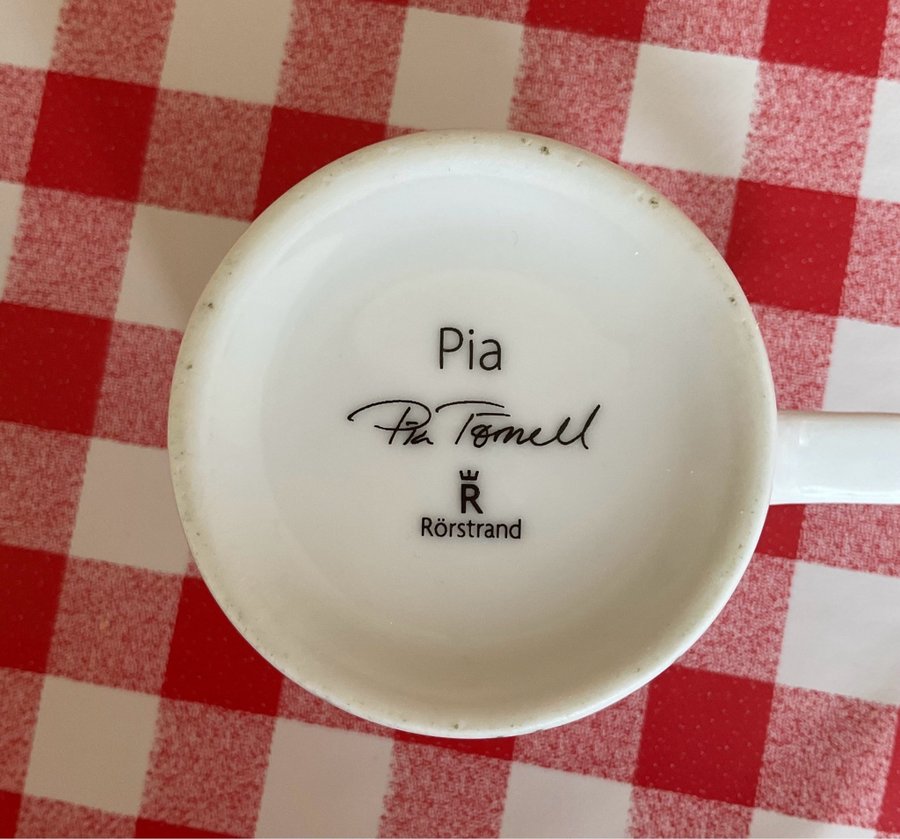 Pia
Pia Törnell
R
Rörstrand